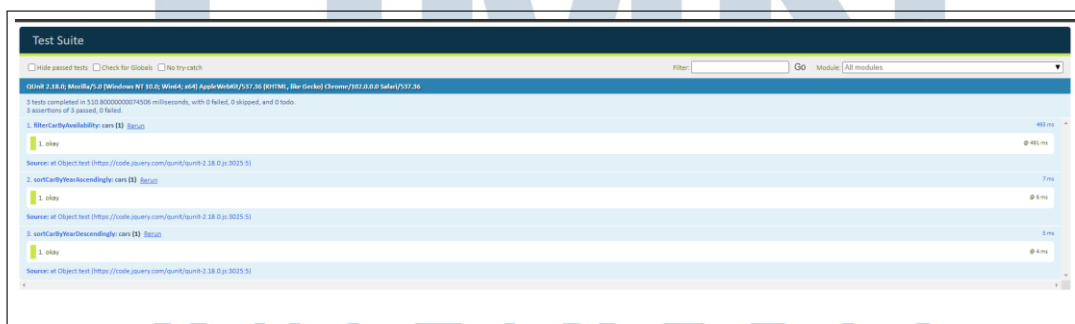 Test Suite
Hide passed tests Check for Globals No try-catch Filter: Go Module: All modules ▼
QUnit 2.18.0; Mozilla/5.0 (Windows NT 10.0; Win64; x64) AppleWebKit/537.36 (KHTML, like Gecko) Chrome/102.0.0.0 Safari/537.36
3 tests completed in 510.80000000074506 milliseconds, with 0 failed, 0 skipped, and 0 todo.
3 assertions of 3 passed, 0 failed.
1. filterCarByAvailability: cars (1) Rerun 493 ms
1. okay @ 491 ms
Source: at Object.test (https://code.jquery.com/qunit/qunit-2.18.0.js:3025:5)
2. sortCarByYearAscendingly: cars (1) Rerun 7 ms
1. okay @ 6 ms
Source: at Object.test (https://code.jquery.com/qunit/qunit-2.18.0.js:3025:5)
3. sortCarByYearDescendingly: cars (1) Rerun 5 ms
1. okay @ 4 ms
Source: at Object.test (https://code.jquery.com/qunit/qunit-2.18.0.js:3025:5)